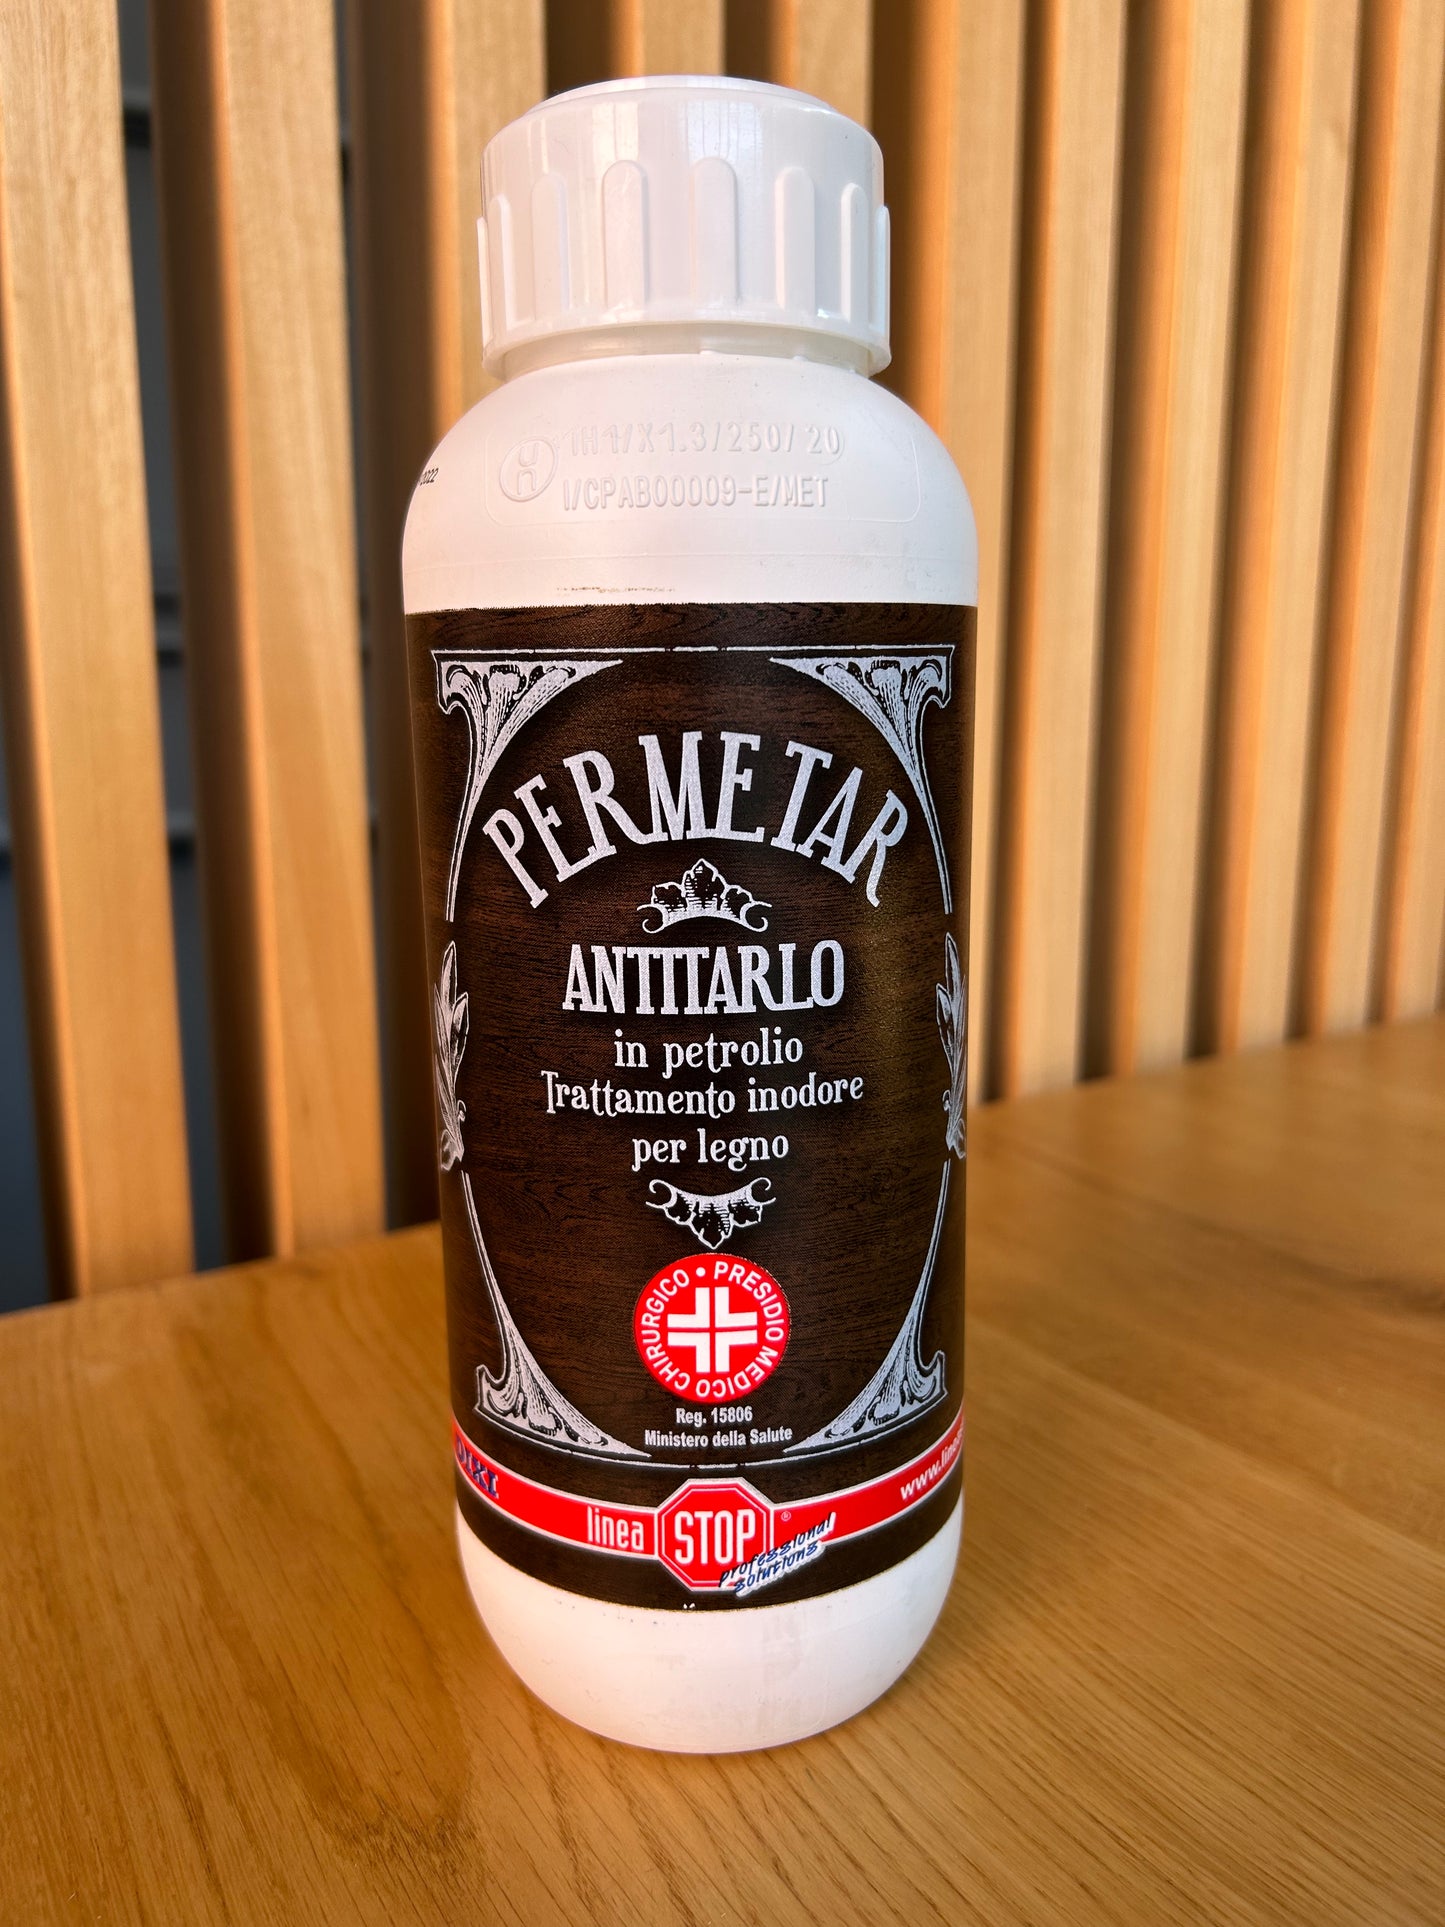 1H1/X1.3/250/ 20
I/CPAB00009-E/MET
2022
PERMETAR
ANTITARLO
in petrolio
Trattamento inodore
per legno
PRESIDIO MEDICO CHIRURGICO •
Reg. 15806
Ministero della Salute
linea STOP ®
professional
solutions